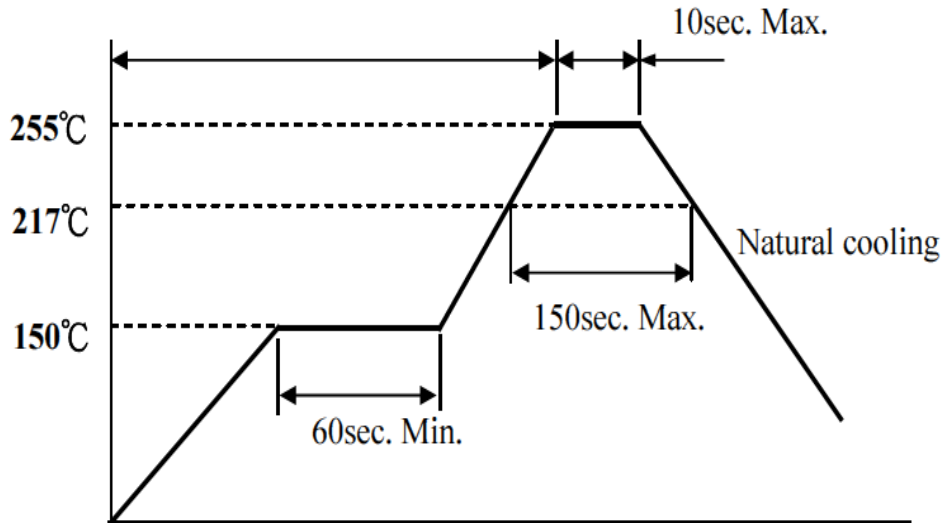 10sec. Max.
255℃
217℃
Natural cooling
150sec. Max.
150℃
60sec. Min.